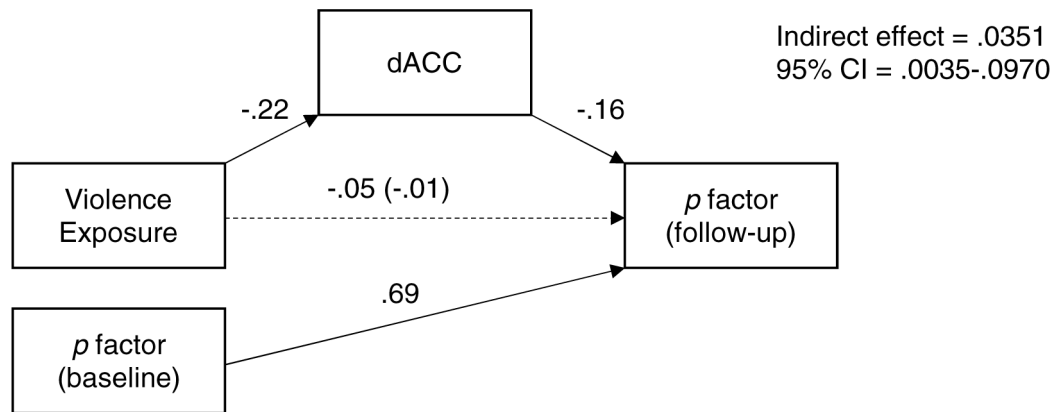 dACC
Indirect effect = .0351
95% CI = .0035-.0970
-.22
-.16
Violence
Exposure
-.05 (-.01)
p factor
(follow-up)
.69
p factor
(baseline)